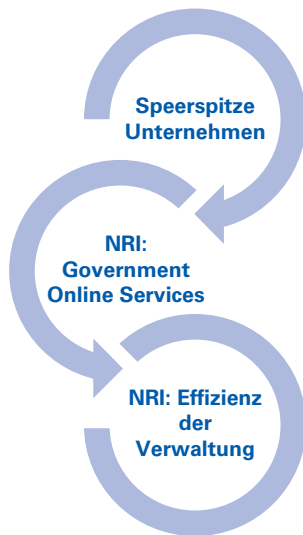 Speerspitze
Unternehmen
NRI:
Government
Online Services
NRI: Effizienz
der
Verwaltung